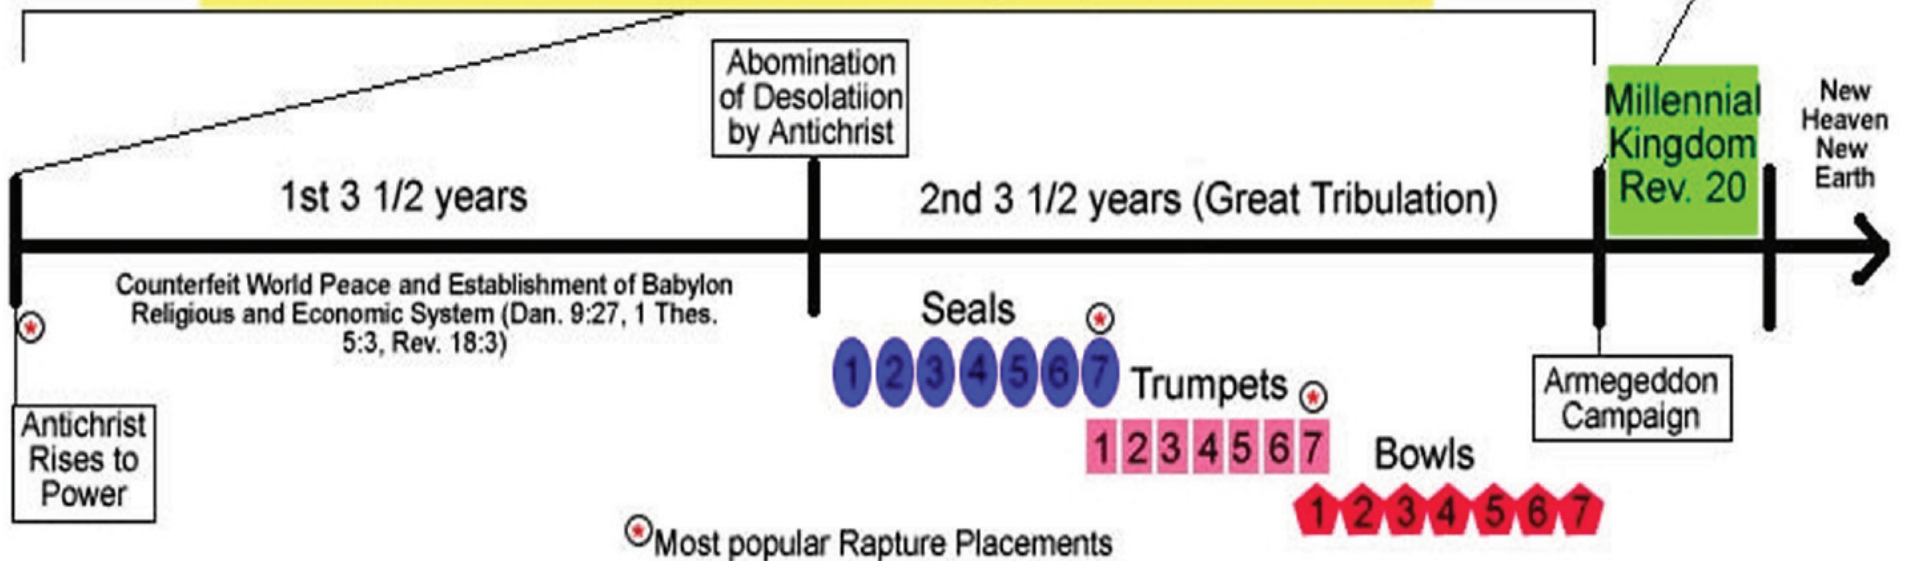 Abomination
of Desolatiion
by Antichrist
Millennial
Kingdom
Rev. 20
New
Heaven
New
Earth
1st 3 1/2 years
2nd 3 1/2 years (Great Tribulation)
Counterfeit World Peace and Establishment of Babylon
Religious and Economic System (Dan. 9:27, 1 Thes.
5:3, Rev. 18:3)
Seals
1 2 3 4 5 6 7
Trumpets
1 2 3 4 5 6 7
Bowls
1 2 3 4 5 6 7
Armegeddon
Campaign
Antichrist
Rises to
Power
Most popular Rapture Placements